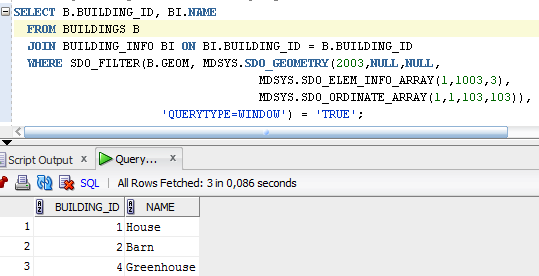 SELECT B.BUILDING_ID, BI.NAME
FROM BUILDINGS B
JOIN BUILDING_INFO BI ON BI.BUILDING_ID = B.BUILDING_ID
WHERE SDO_FILTER(B.GEOM, MDSYS.SDO_GEOMETRY(2003,NULL,NULL,
MDSYS.SDO_ELEM_INFO_ARRAY(1,1003,3),
MDSYS.SDO_ORDINATE_ARRAY(1,1,103,103)),
'QUERYTYPE=WINDOW') = 'TRUE';
Script Output x Query... x
SQL | All Rows Fetched: 3 in 0,086 seconds
BUILDING_ID NAME
1 1 House
2 2 Barn
3 4 Greenhouse